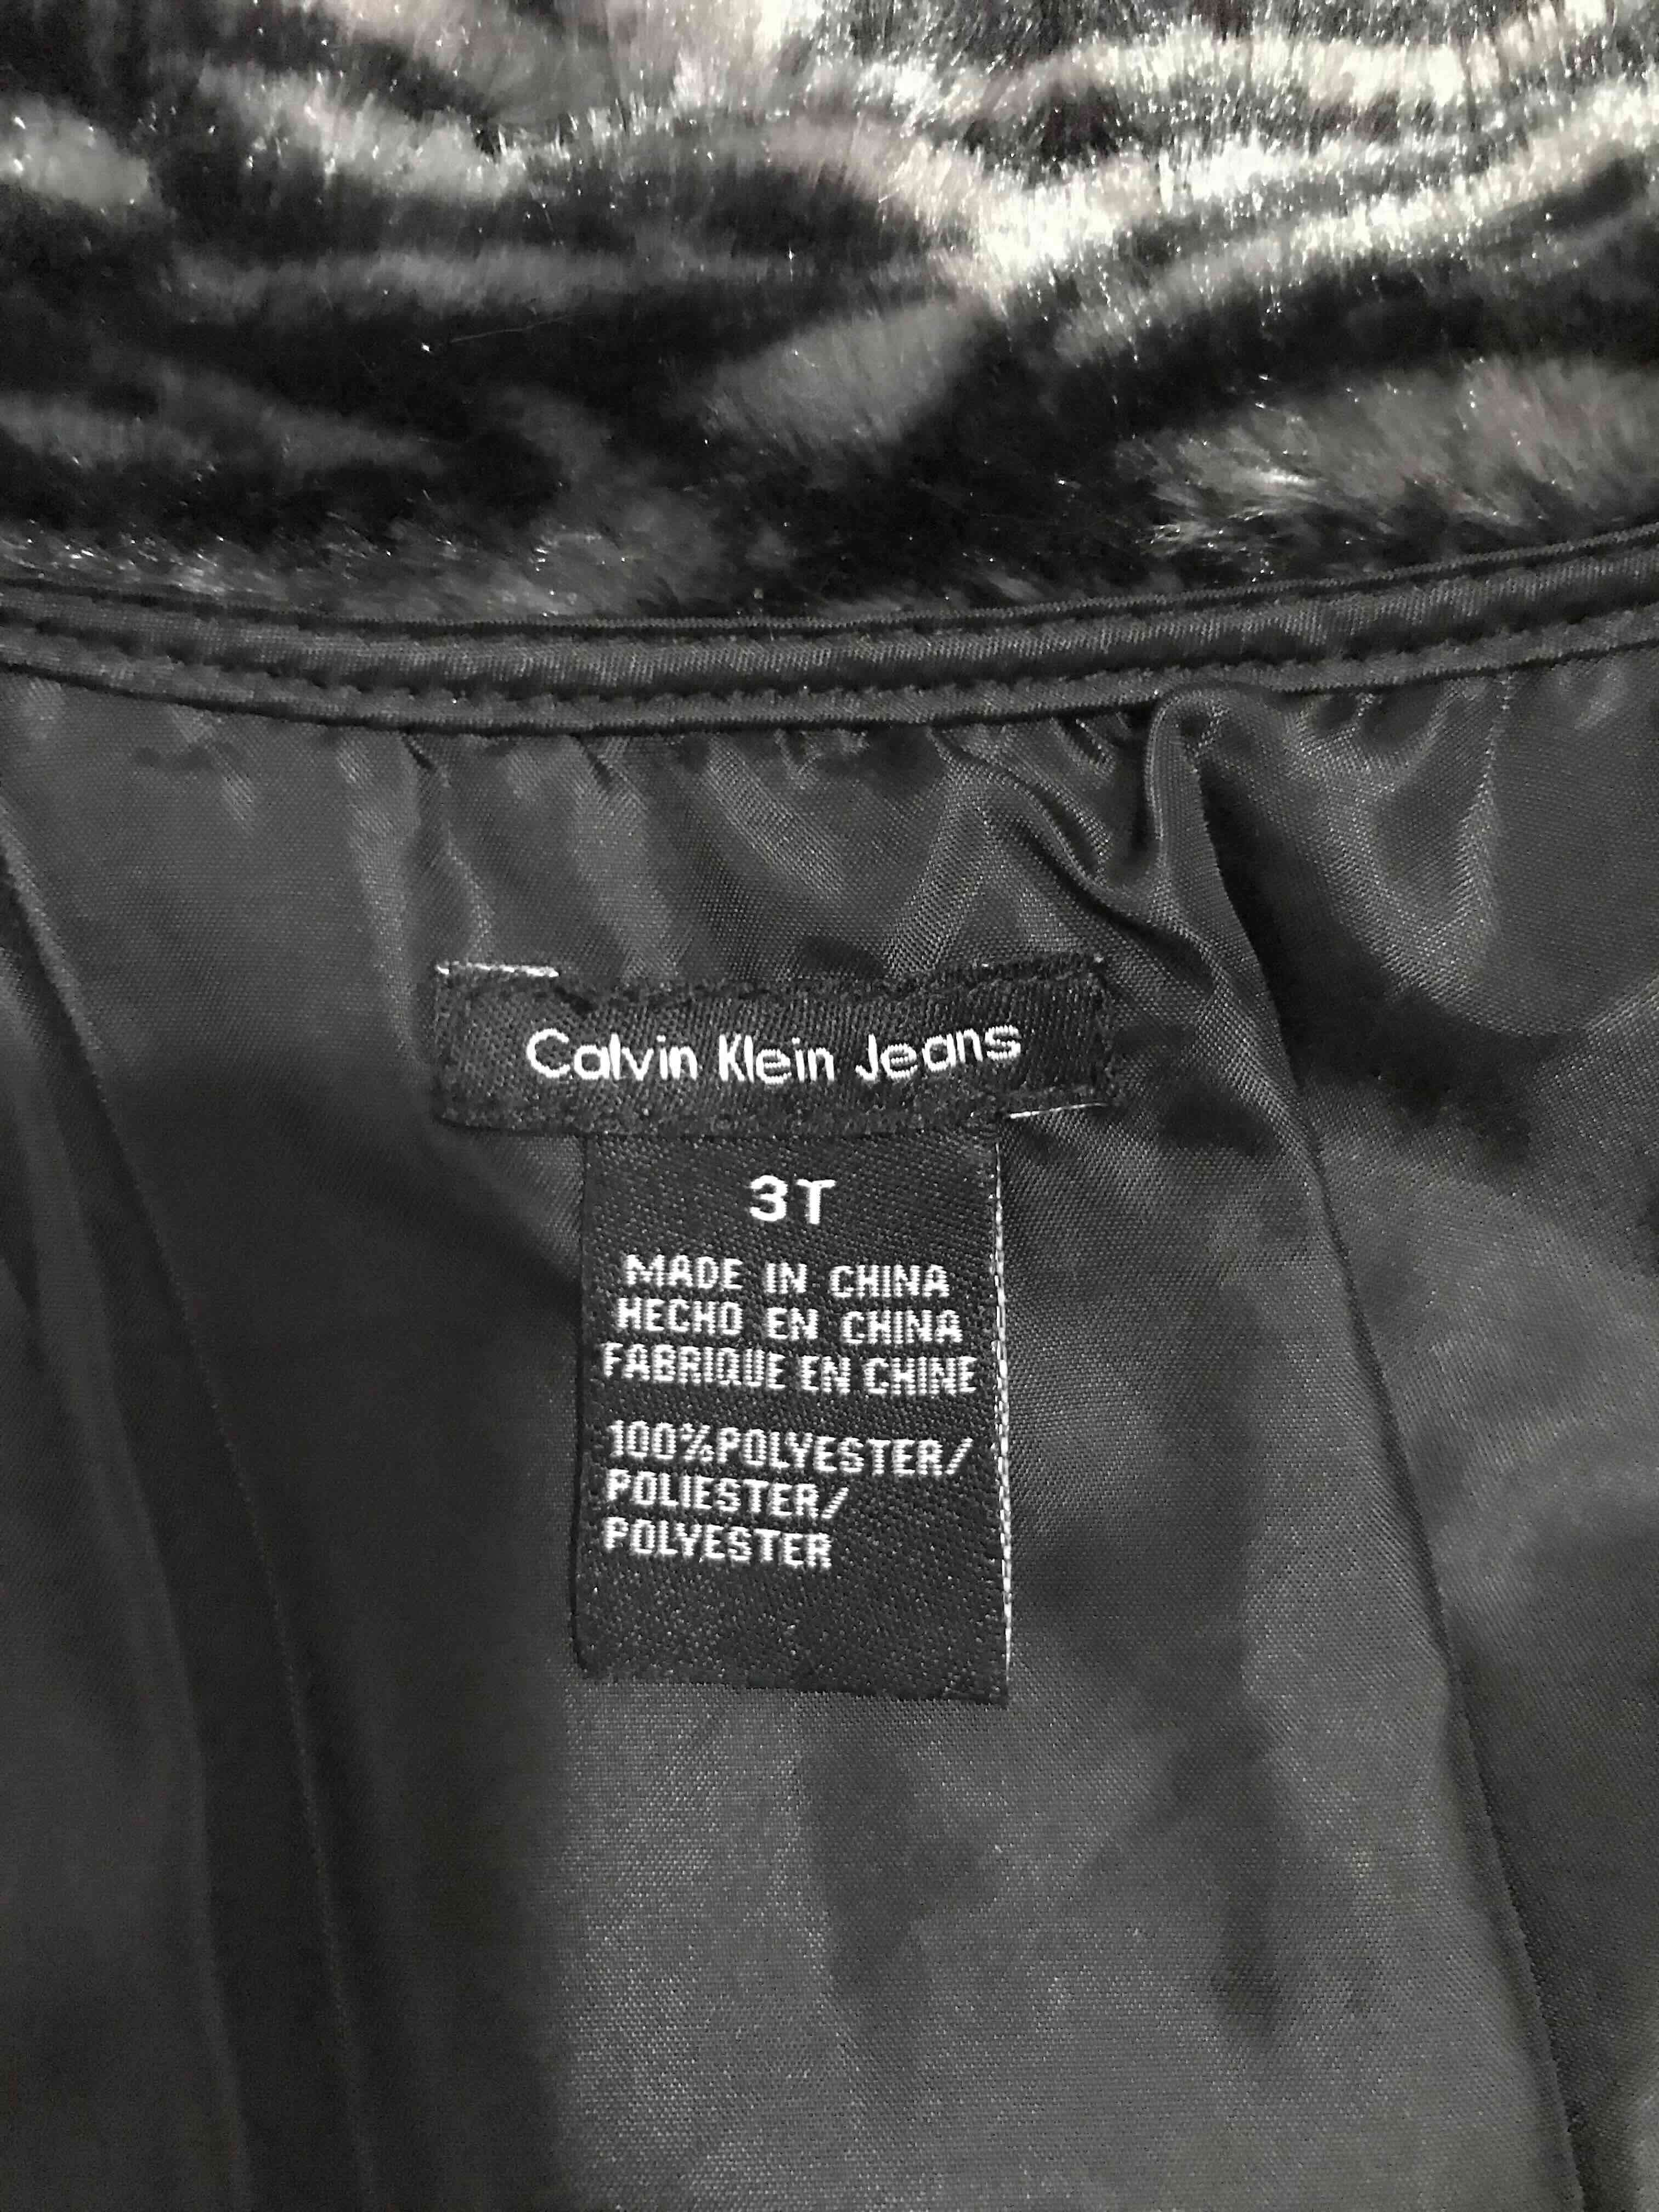 Calvin Klein Jeans
3T
MADE IN CHINA
HECHO EN CHINA
FABRIQUE EN CHINE
100%POLYESTER/
POLIESTER/
POLYESTER